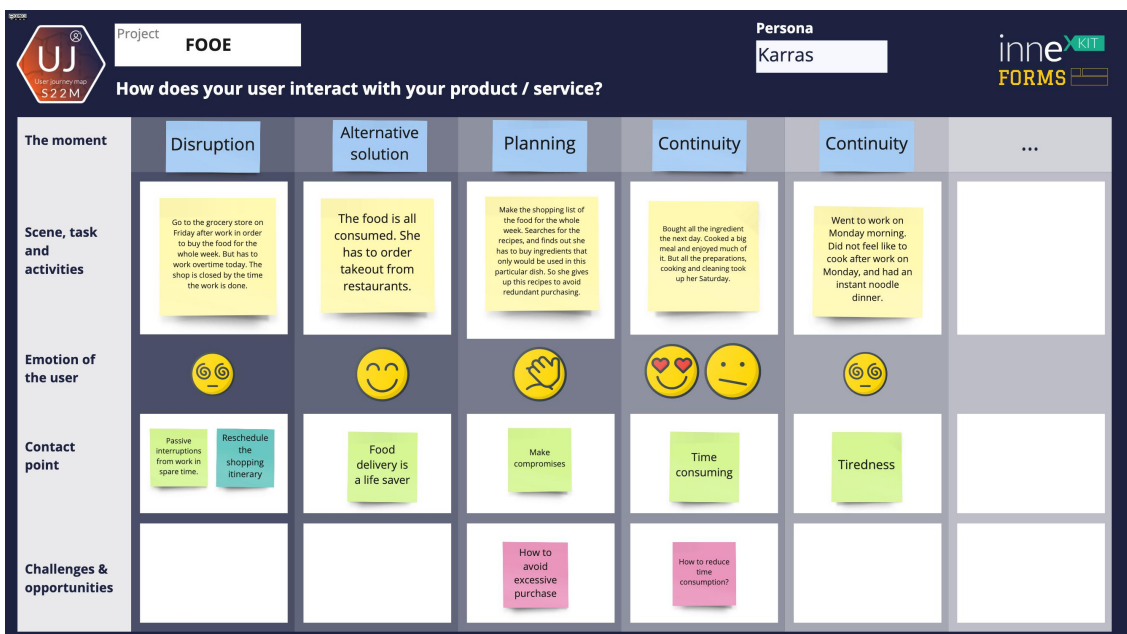 UJ
User journey map
S22M
Project
FOOE
How does your user interact with your product / service?
Persona
Karras
inneXKIT
FORMS
The moment
Disruption
Alternative
solution
Planning
Continuity
Continuity
...
Scene, task
and
activities
Go to the grocery store on
Friday after work in order
to buy the food for the
whole week. But has to
work overtime today. The
shop is closed by the time
the work is done.
The food is all
consumed. She
has to order
takeout from
restaurants.
Make the shopping list of
the food for the whole
week. Searches for the
recipes, and finds out she
has to buy ingredients that
only would be used in this
particular dish. So she gives
up this recipes to avoid
redundant purchasing.
Bought all the ingredient
the next day. Cooked a big
meal and enjoyed much of
it. But all the preparations,
cooking and cleaning took
up her Saturday.
Went to work on
Monday morning.
Did not feel like to
cook after work on
Monday, and had an
instant noodle
dinner.
Emotion of
the user
Contact
point
Passive
interruptions
from work in
spare time.
Reschedule
the
shopping
itinerary
Food
delivery is
a life saver
Make
compromises
Time
consuming
Tiredness
Challenges &
opportunities
How to
avoid
excessive
purchase
How to reduce
time
consumption?